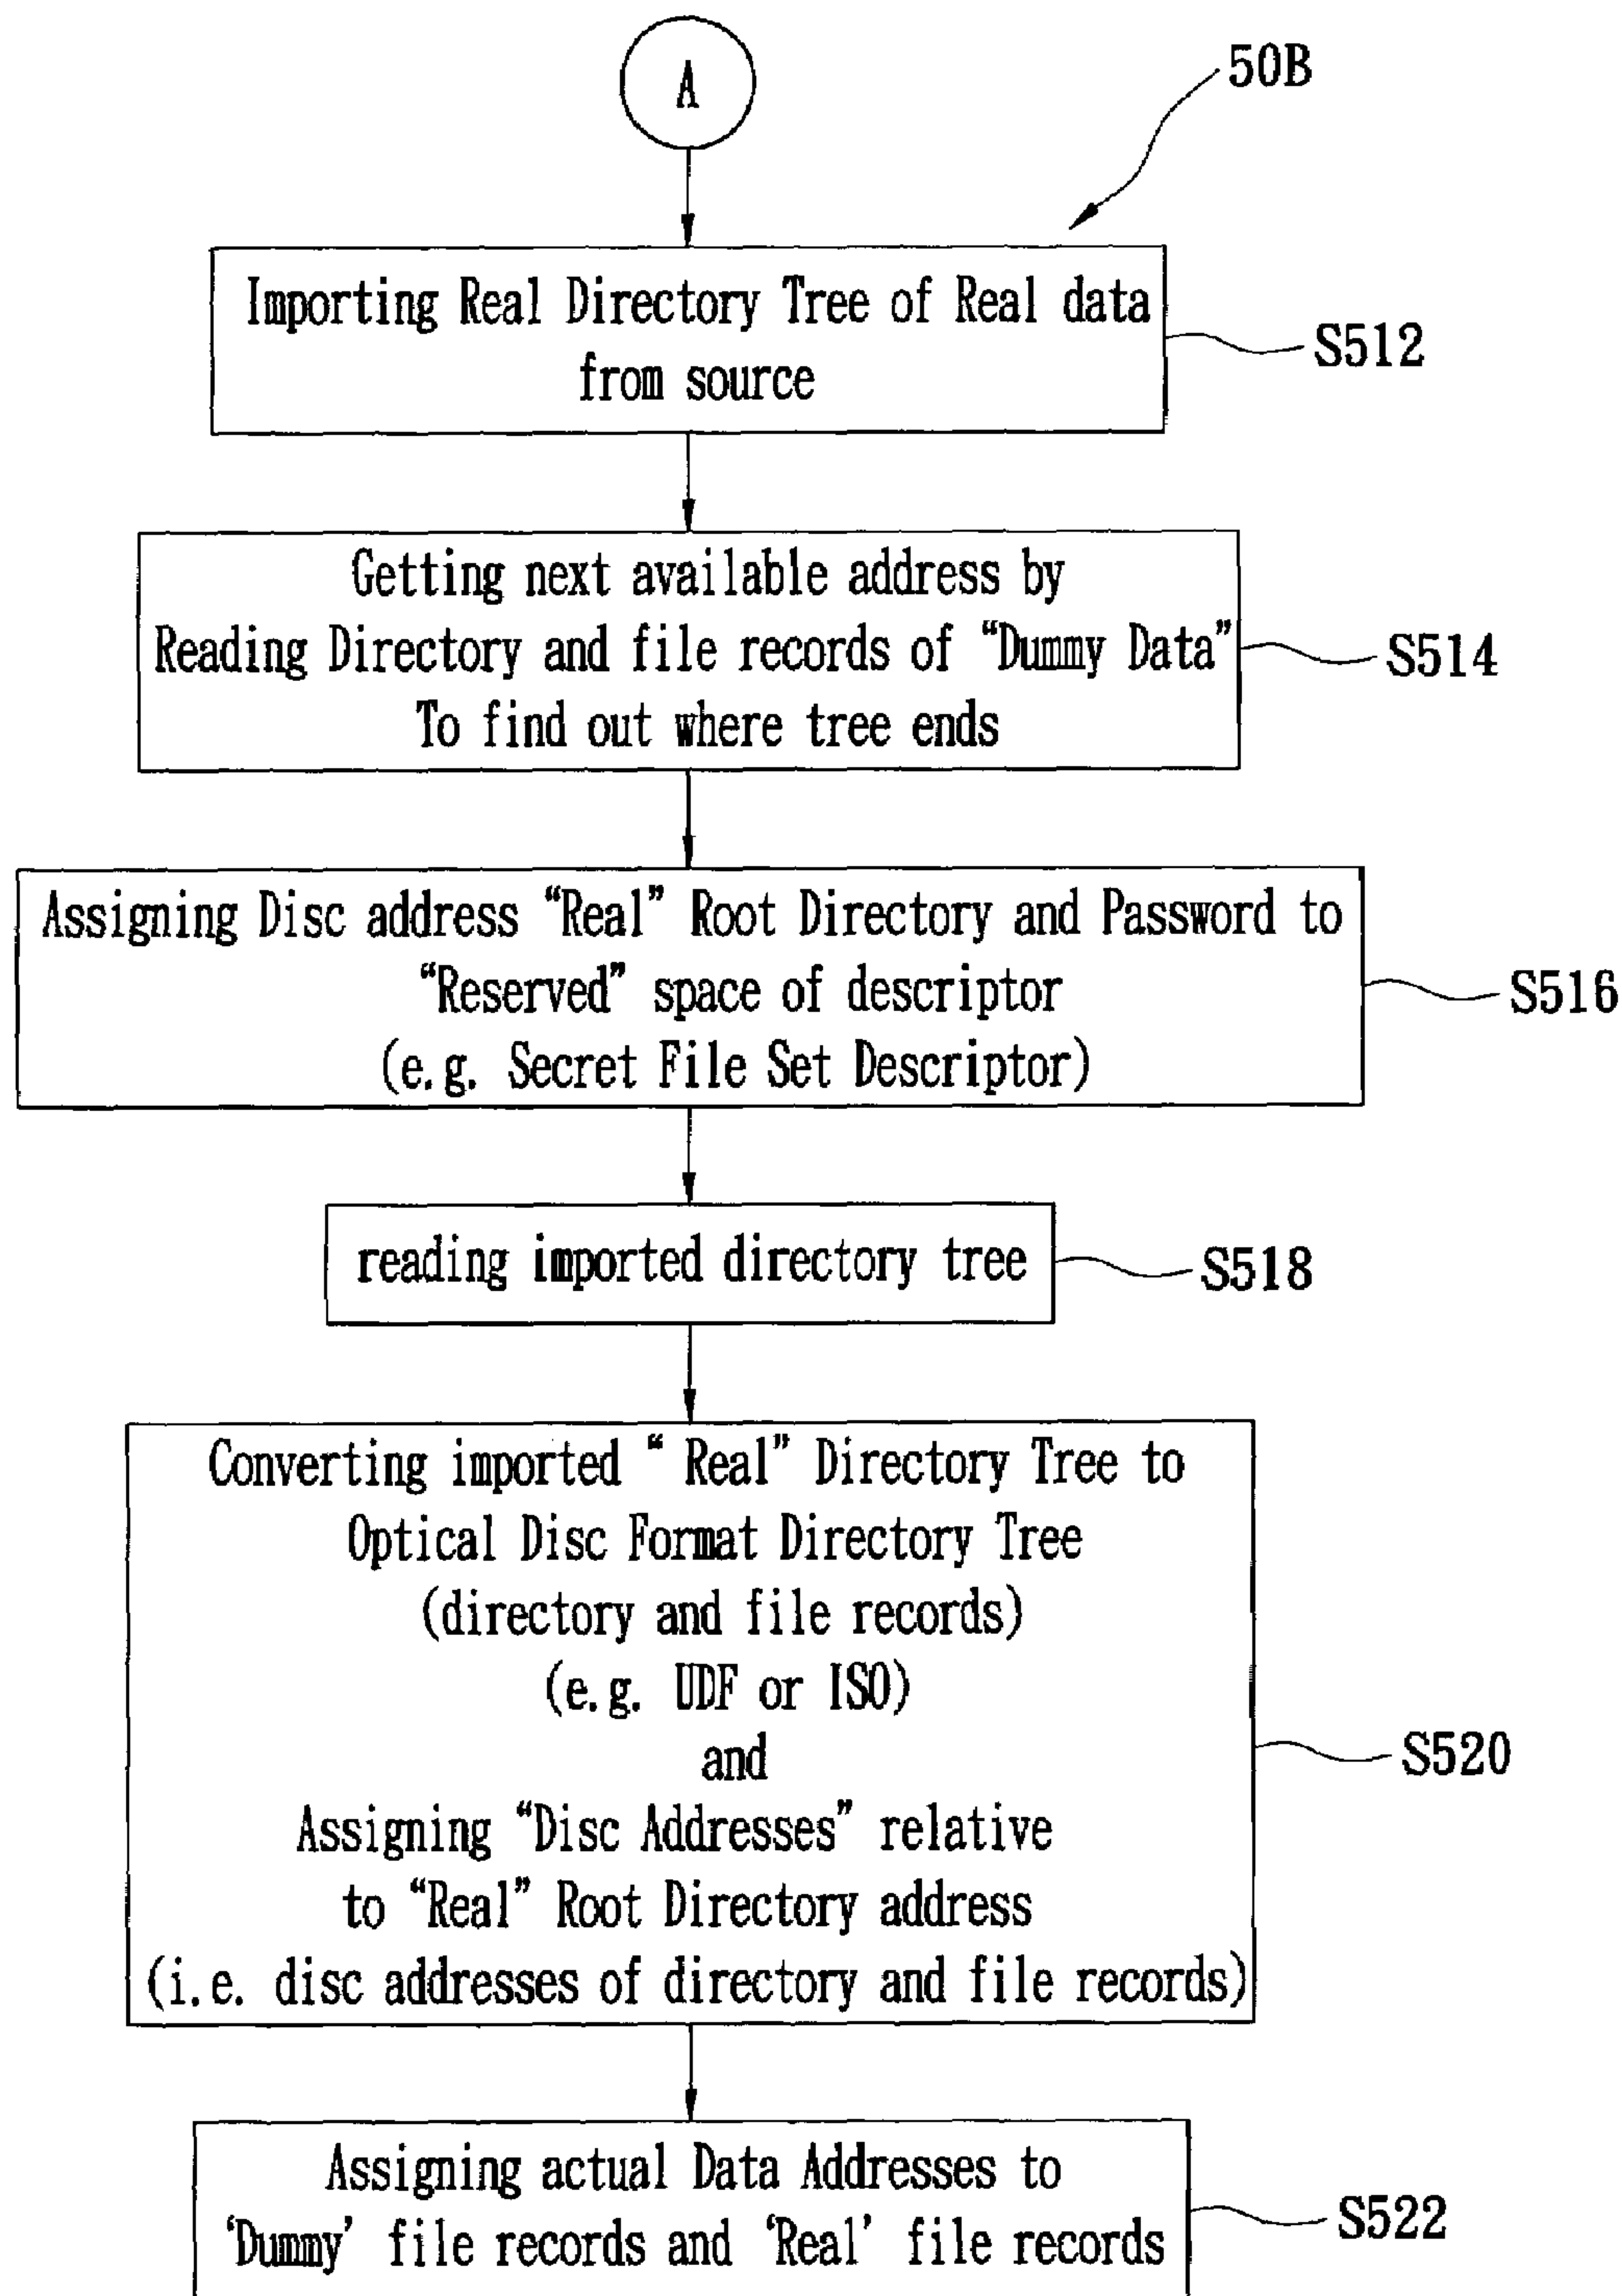 A
50B
Importing Real Directory Tree of Real data
from source
S512
Getting next available address by
Reading Directory and file records of “Dummy Data”
To find out where tree ends
S514
Assigning Disc address “Real” Root Directory and Password to
“Reserved” space of descriptor
(e.g. Secret File Set Descriptor)
S516
reading imported directory tree
S518
Converting imported “ Real” Directory Tree to
Optical Disc Format Directory Tree
(directory and file records)
(e.g. UDF or ISO)
and
Assigning “Disc Addresses” relative
to “Real” Root Directory address
(i.e. disc addresses of directory and file records)
S520
Assigning actual Data Addresses to
‘Dummy’ file records and ‘Real’ file records
S522